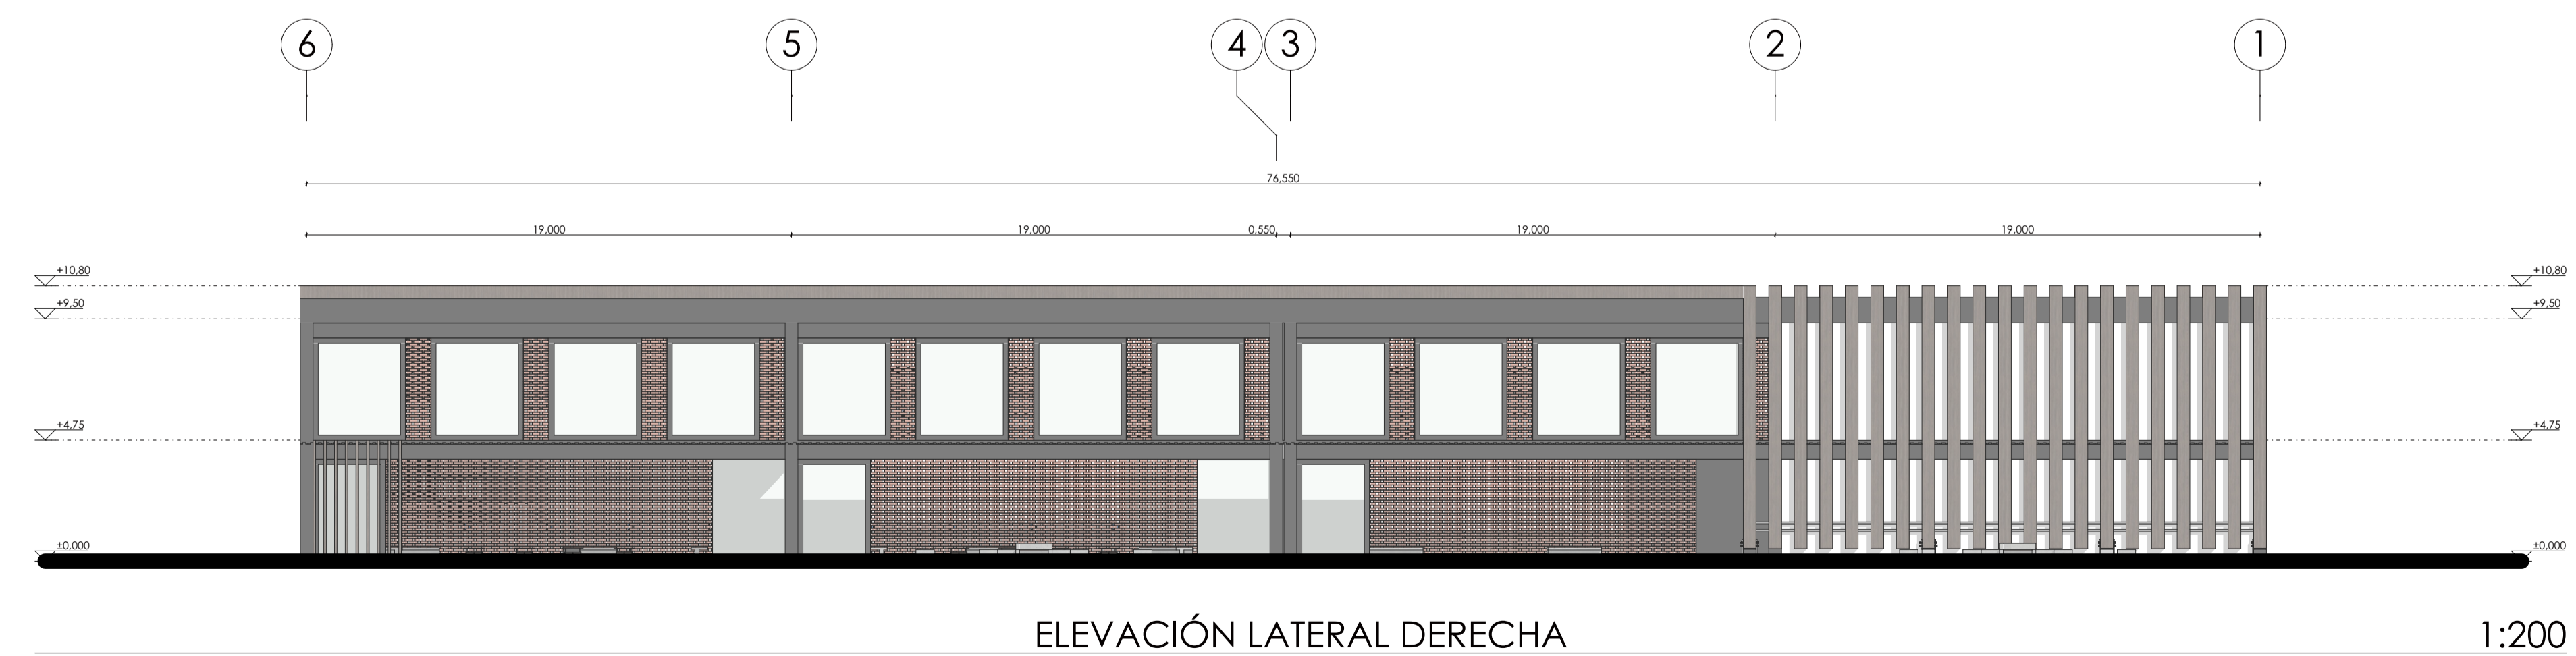 6 5 4 3 2 1
76,550
19,000 19,000 0,550 19,000 19,000
+10,80 +10,80
+9,50 +9,50
+4,75 +4,75
±0,000 ±0,000
ELEVACIÓN LATERAL DERECHA 1:200